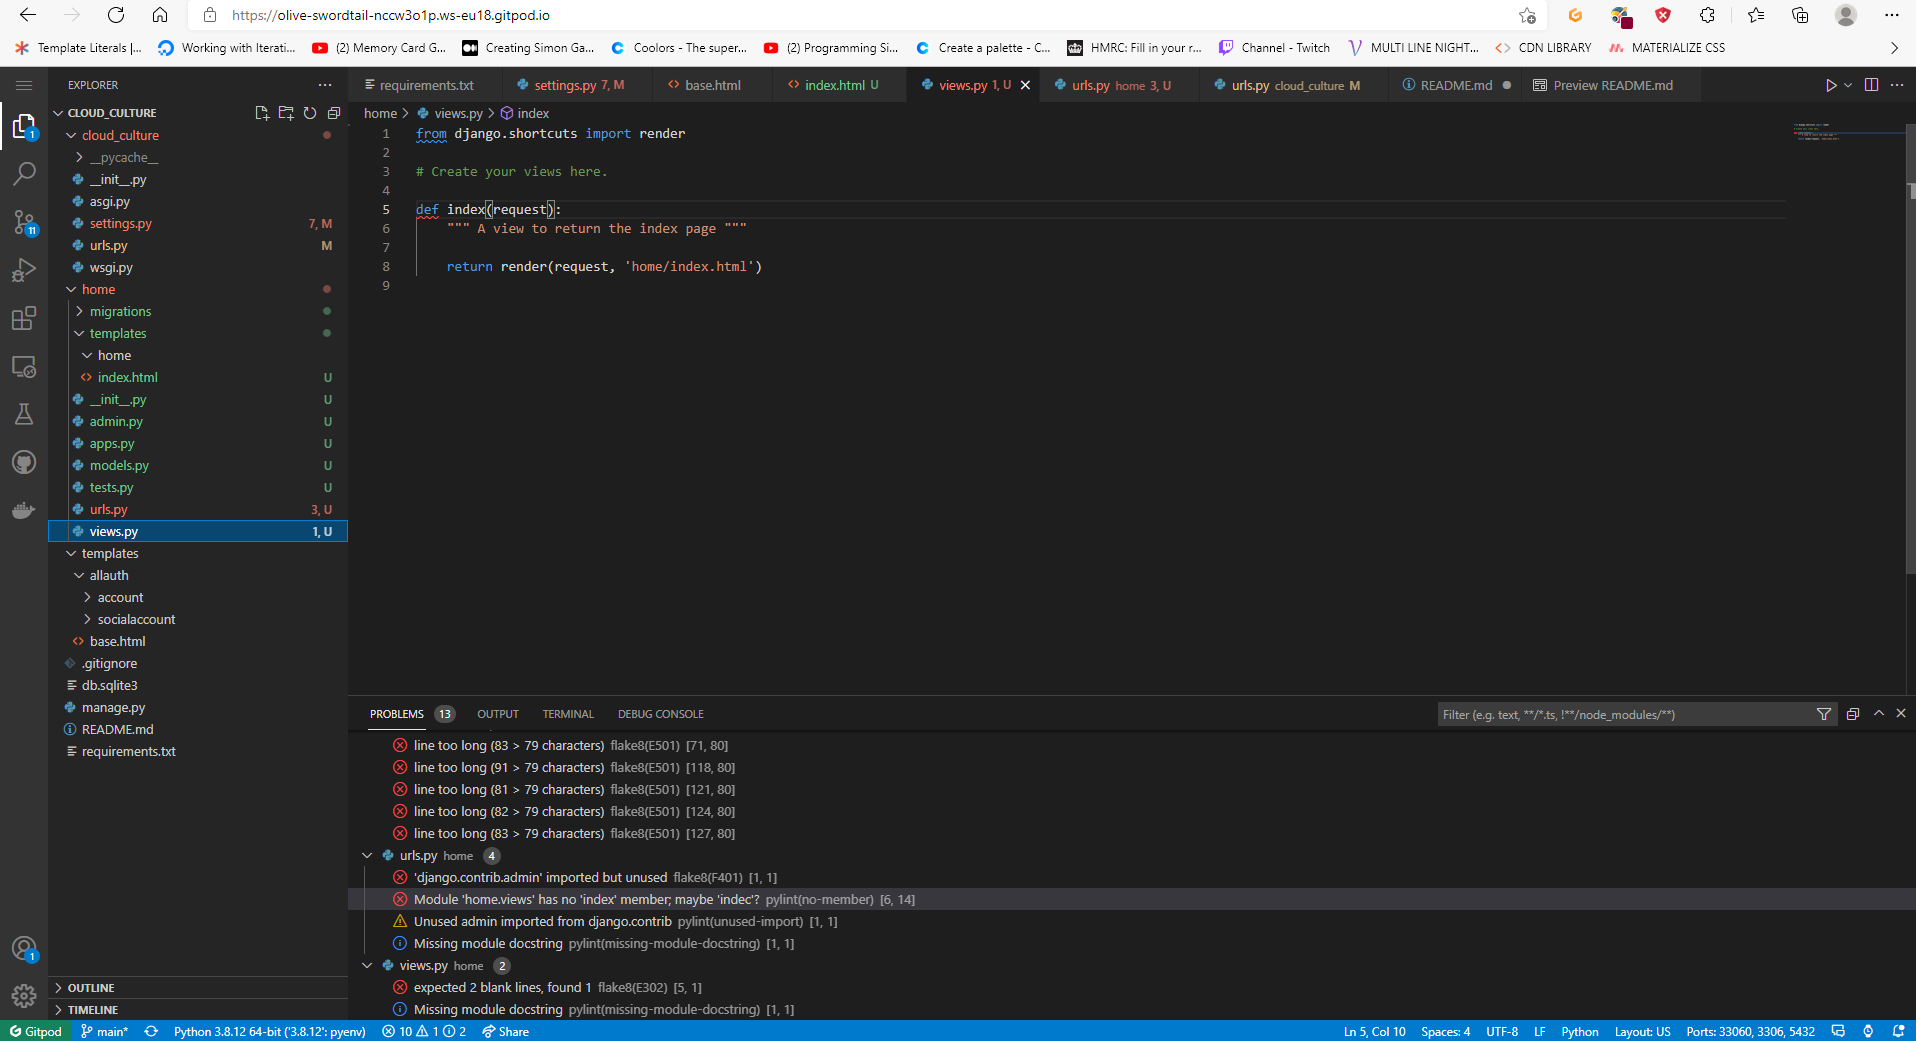 https://olive-swordtail-nccw3o1p.ws-eu18.gitpod.io
Template Literals |... Working with Iterati... (2) Memory Card G... Creating Simon Ga... Coolors - The super... (2) Programming Si... Create a palette - C... HMRC: Fill in your r... Channel - Twitch MULTI LINE NIGHT... CDN LIBRARY MATERIALIZE CSS
EXPLORER
CLOUD_CULTURE
cloud_culture
__pycache__
__init__.py
asgi.py
settings.py 7, M
urls.py M
wsgi.py
home
migrations
templates
home
index.html U
__init__.py U
admin.py U
apps.py U
models.py U
tests.py U
urls.py 3, U
views.py 1, U
templates
allauth
account
socialaccount
base.html
.gitignore
db.sqlite3
manage.py
README.md
requirements.txt
OUTLINE
TIMELINE
requirements.txt settings.py 7, M base.html index.html U views.py 1, U urls.py home 3, U urls.py cloud_culture M README.md Preview README.md
home > views.py > index
1 from django.shortcuts import render
2
3 # Create your views here.
4
5 def index(request):
6 """ A view to return the index page """
7
8 return render(request, 'home/index.html')
9
PROBLEMS 13 OUTPUT TERMINAL DEBUG CONSOLE Filter (e.g. text, **/*.ts, !**/node_modules/**)
line too long (83 > 79 characters) flake8(E501) [71, 80]
line too long (91 > 79 characters) flake8(E501) [118, 80]
line too long (81 > 79 characters) flake8(E501) [121, 80]
line too long (82 > 79 characters) flake8(E501) [124, 80]
line too long (83 > 79 characters) flake8(E501) [127, 80]
urls.py home 4
'django.contrib.admin' imported but unused flake8(F401) [1, 1]
Module 'home.views' has no 'index' member; maybe 'indec'? pylint(no-member) [6, 14]
Unused admin imported from django.contrib pylint(unused-import) [1, 1]
Missing module docstring pylint(missing-module-docstring) [1, 1]
views.py home 2
expected 2 blank lines, found 1 flake8(E302) [5, 1]
Missing module docstring pylint(missing-module-docstring) [1, 1]
1
11
1
Gitpod main* Python 3.8.12 64-bit ('3.8.12': pyenv) 10 1 2 Share Ln 5, Col 10 Spaces: 4 UTF-8 LF Python Layout: US Ports: 33060, 3306, 5432